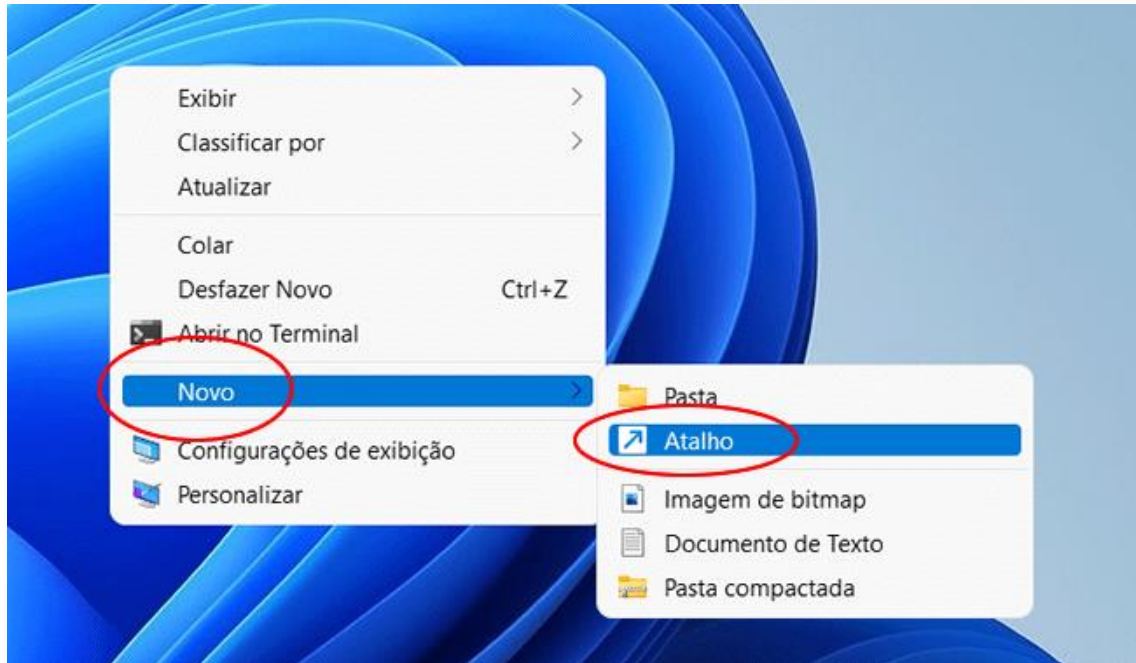 Exibir
Classificar por
Atualizar
Colar
Desfazer Novo Ctrl+Z
Abrir no Terminal
Novo
Configurações de exibição
Personalizar
Pasta
Atalho
Imagem de bitmap
Documento de Texto
Pasta compactada